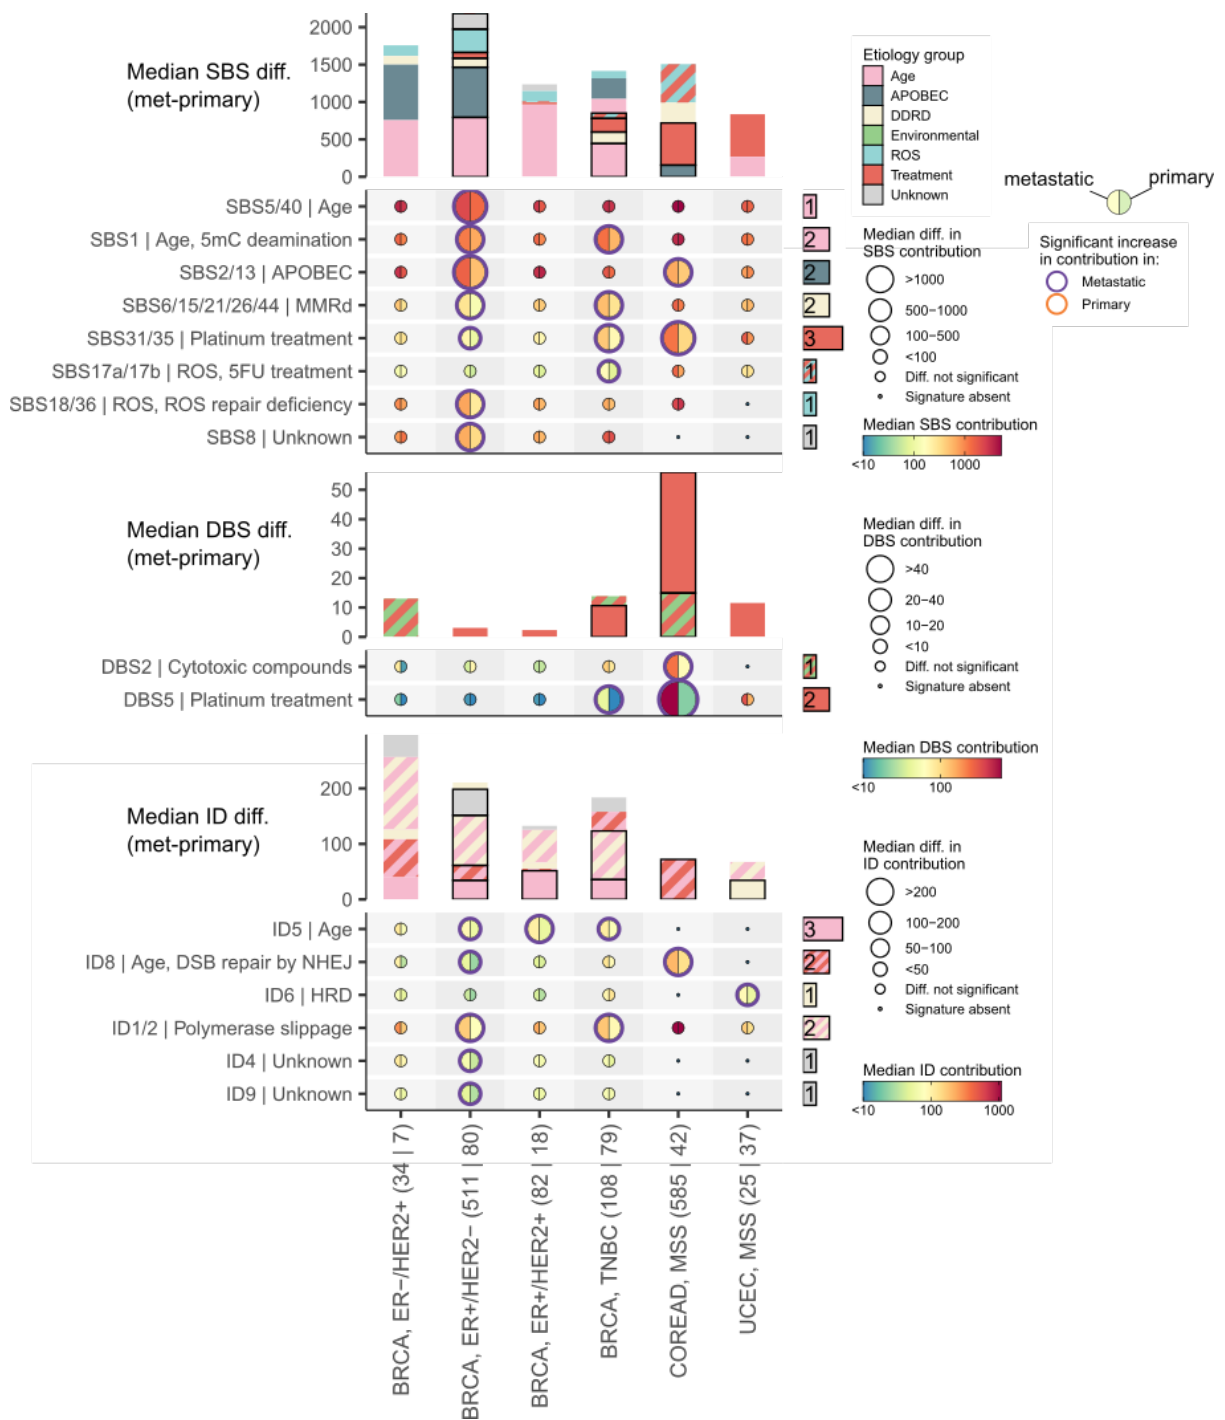 Median SBS diff.
(met-primary)
2000
1500
1000
500
0
Etiology group
Age
APOBEC
DDRD
Environmental
ROS
Treatment
Unknown
metastatic
primary
SBS5/40 | Age
SBS1 | Age, 5mC deamination
SBS2/13 | APOBEC
SBS6/15/21/26/44 | MMRd
SBS31/35 | Platinum treatment
SBS17a/17b | ROS, 5FU treatment
SBS18/36 | ROS, ROS repair deficiency
SBS8 | Unknown
1
2
2
2
3
1
1
1
Median diff. in
SBS contribution
>1000
500−1000
100−500
<100
Diff. not significant
Signature absent
Significant increase
in contribution in:
Metastatic
Primary
Median SBS contribution
<10
100
1000
Median DBS diff.
(met-primary)
50
40
30
20
10
0
DBS2 | Cytotoxic compounds
DBS5 | Platinum treatment
1
2
Median diff. in
DBS contribution
>40
20−40
10−20
<10
Diff. not significant
Signature absent
Median DBS contribution
<10
100
Median ID diff.
(met-primary)
200
100
0
ID5 | Age
ID8 | Age, DSB repair by NHEJ
ID6 | HRD
ID1/2 | Polymerase slippage
ID4 | Unknown
ID9 | Unknown
3
2
1
2
1
1
Median diff. in
ID contribution
>200
100−200
50−100
<50
Diff. not significant
Signature absent
Median ID contribution
<10
100
1000
BRCA, ER−/HER2+ (34 | 7)
BRCA, ER+/HER2− (511 | 80)
BRCA, ER+/HER2+ (82 | 18)
BRCA, TNBC (108 | 79)
COREAD, MSS (585 | 42)
UCEC, MSS (25 | 37)